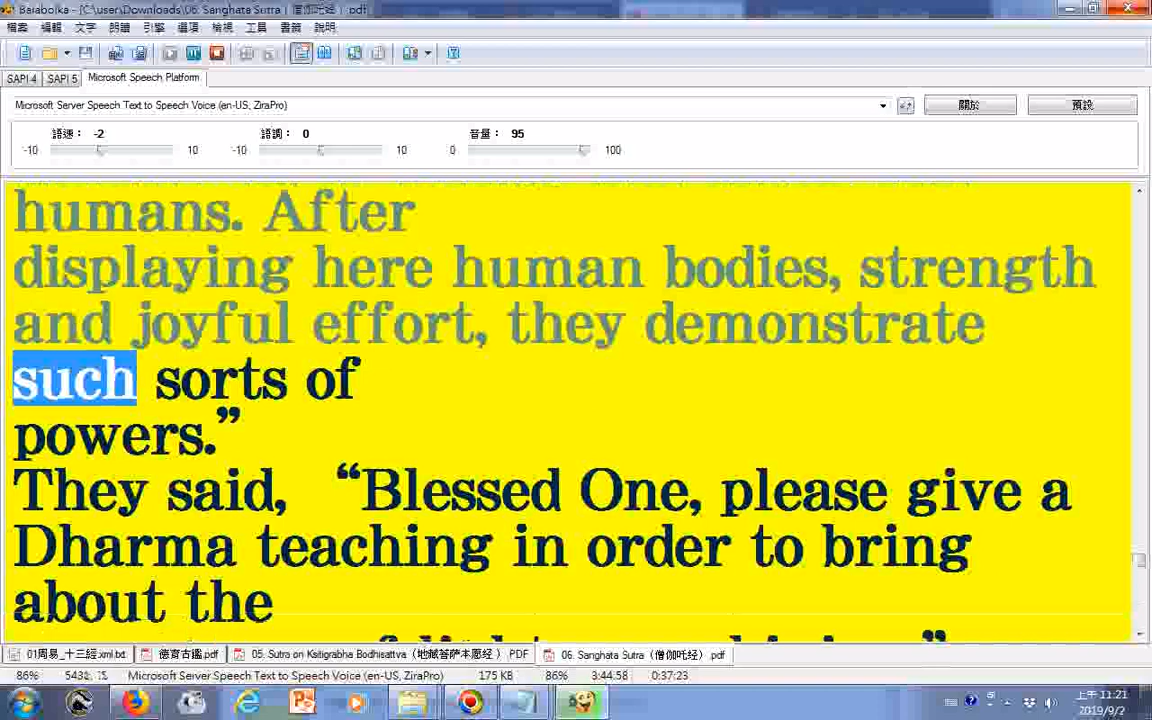 Balabolka - [C:\user\Downloads\06. Sanghata Sutra（僧伽吒经）.pdf
檔案 編輯 文字 朗讀 引擎 選項 檢視 工具 書籤 說明
SAPI 4 SAPI 5 Microsoft Speech Platform
Microsoft Server Speech Text to Speech Voice (en-US, ZiraPro) 關於 預設
語速： -2 語調： 0 音量： 95
-10 10 -10 10 0 100
humans. After
displaying here human bodies, strength
and joyful effort, they demonstrate
such sorts of
powers.”
They said, “Blessed One, please give a
Dharma teaching in order to bring
about the
01周易_十三經.xml.txt 德育古鑑.pdf 05. Sutra on Ksitigrabha Bodhisattva（地藏菩萨本愿经）.PDF 06. Sanghata Sutra（僧伽吒经）.pdf
86% Microsoft Server Speech Text to Speech Voice (en-US, ZiraPro) 175 KB 86% 3:44:58 0:37:23
上午 11:21
2019/9/2